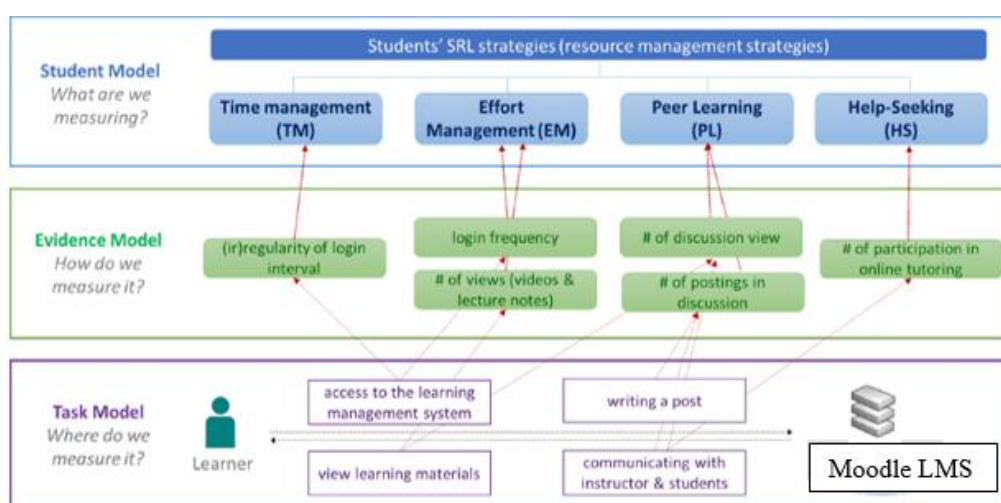 Students' SRL strategies (resource management strategies)
Student Model
What are we
measuring?
Time management
(TM)
Effort
Management (EM)
Peer Learning
(PL)
Help-Seeking
(HS)
Evidence Model
How do we
measure it?
(ir)regularity of login
interval
login frequency
# of views (videos &
lecture notes)
# of discussion view
# of postings in
discussion
# of participation in
online tutoring
Task Model
Where do we
measure it?
Learner
access to the learning
management system
view learning materials
writing a post
communicating with
instructor & students
Moodle LMS